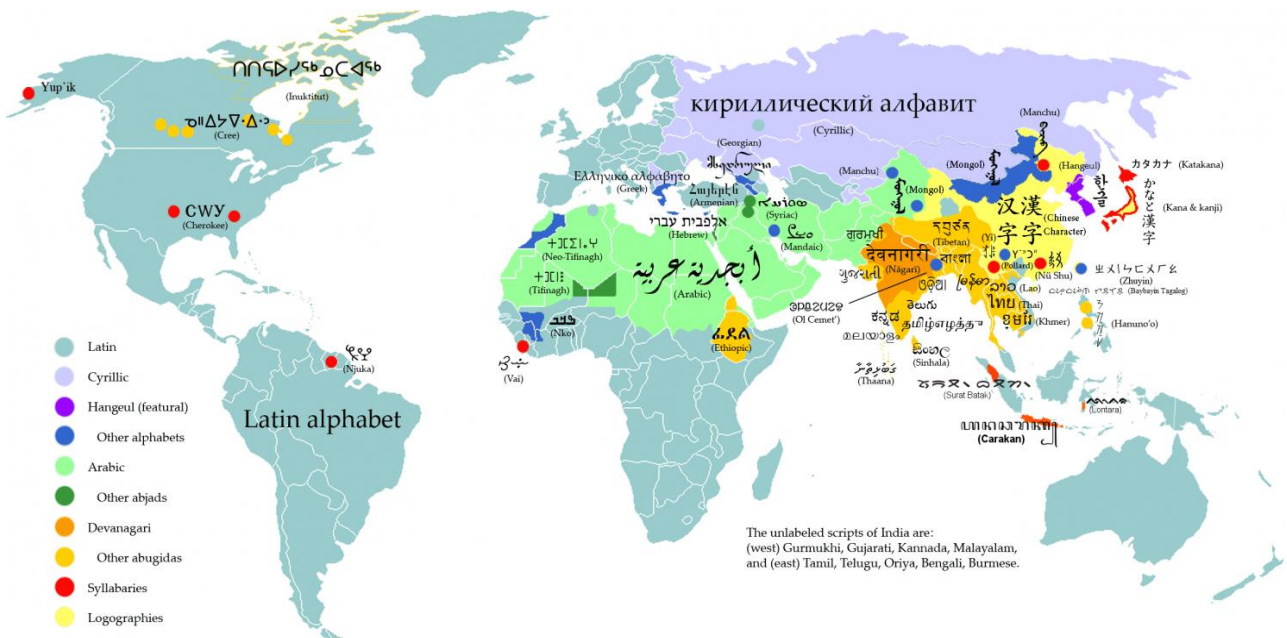 Yup'ik
ᑎᑎᕋᐅᓯᖅᓄᑕᐊᖅ
(Inuktitut)
(Cree)
ᏣᎳᎩ
(Cherokee)
(Njuka)
Latin alphabet
кириллический алфавит
(Cyrillic)
(Georgian)
Ελληνικό αλφάβητο
(Greek)
Հայերէն
(Armenian)
אלפבית עברי
(Hebrew)
(Syriac)
(Mandaic)
(Neo-Tifinagh)
(Tifinagh)
أبجدية عربية
(Arabic)
(Nko)
(Vai)
ፊደል
(Ethiopic)
(Manchu)
(Mongol)
(Manchu)
(Mongol)
(Hangeul)
한글
カタカナ (Katakana)
かなと漢字
(Kana & kanji)
汉漢
字字
(Chinese Character)
(Yi)
(Pollard)
(Nü Shu)
(Zhuyin)
(Baybayin Tagalog)
(Hanuno'o)
(Tibetan)
ਗੁਰਮੁਖੀ
देवनागरी
(Nāgarī)
বাংলা
ગુજરાતી
ଓଡ଼ିଆ
(Ol Cemet')
ಕನ್ನಡ
తెలుగు
മലയാളം
தமிழ்எழுத்து
සිංහල
(Sinhala)
(Thaana)
ລາວ (Lao)
ไทย (Thai)
ខ្មែរ (Khmer)
(Surat Batak)
(Lontara)
(Carakan)
Latin
Cyrillic
Hangeul (featural)
Other alphabets
Arabic
Other abjads
Devanagari
Other abugidas
Syllabaries
Logographies
The unlabeled scripts of India are:
(west) Gurmukhi, Gujarati, Kannada, Malayalam,
and (east) Tamil, Telugu, Oriya, Bengali, Burmese.